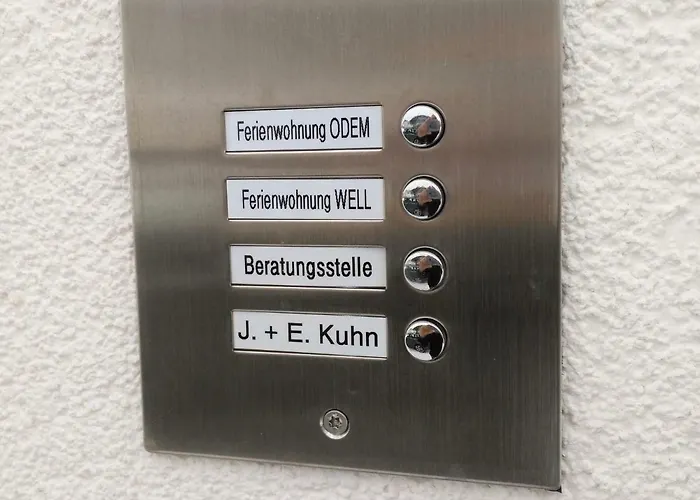 Ferienwohnung ODEM
Ferienwohnung WELL
Beratungsstelle
J. + E. Kuhn